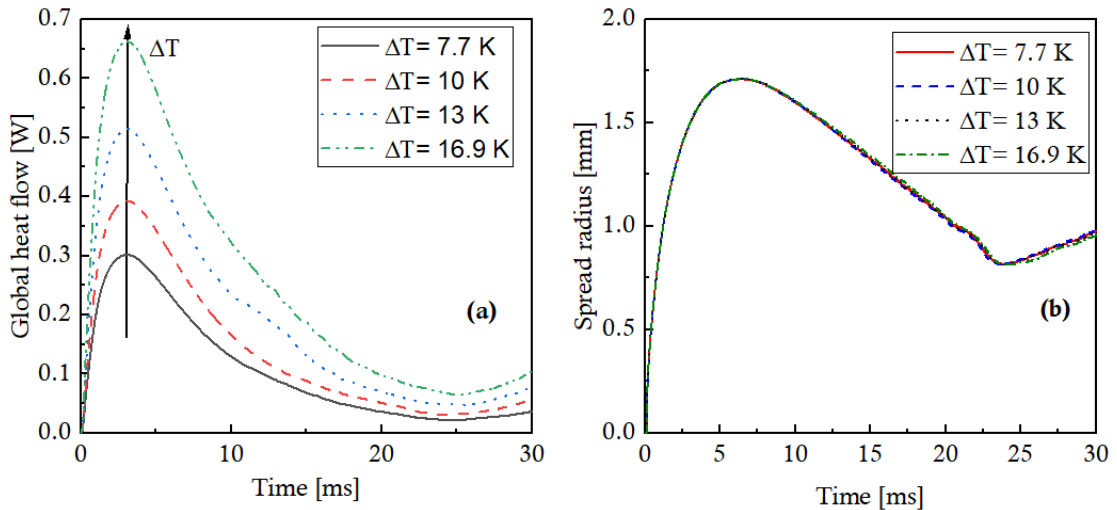 Global heat flow [W]
0.7
0.6
0.5
0.4
0.3
0.2
0.1
0.0
ΔT
ΔT= 7.7 K
ΔT= 10 K
ΔT= 13 K
ΔT= 16.9 K
(a)
0 10 20 30
Time [ms]
Spread radius [mm]
2.0
1.5
1.0
0.5
0.0
ΔT= 7.7 K
ΔT= 10 K
ΔT= 13 K
ΔT= 16.9 K
(b)
0 5 10 15 20 25 30
Time [ms]